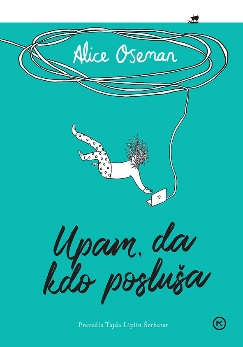 Alice Oseman
Upam, da
kdo posluša
Prevedla Tajda Liplin Šerbetar